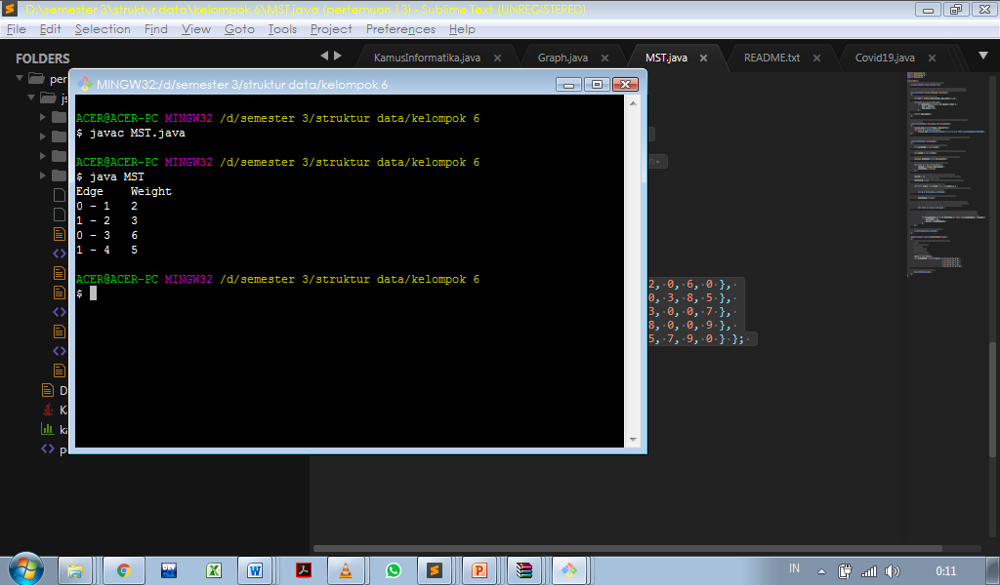 D:\semester 3\struktur data\kelompok 6\MST.java (pertemuan 13) - Sublime Text (UNREGISTERED)
File Edit Selection Find View Goto Tools Project Preferences Help
FOLDERS
KamusInformatika.java
Graph.java
MST.java
README.txt
Covid19.java
per
MINGW32:/d/semester 3/struktur data/kelompok 6
ACER@ACER-PC MINGW32 /d/semester 3/struktur data/kelompok 6
$ javac MST.java
ACER@ACER-PC MINGW32 /d/semester 3/struktur data/kelompok 6
$ java MST
Edge Weight
0 - 1 2
1 - 2 3
0 - 3 6
1 - 4 5
ACER@ACER-PC MINGW32 /d/semester 3/struktur data/kelompok 6
$
2, 0, 6, 0 },
0, 3, 8, 5 },
3, 0, 0, 7 },
8, 0, 0, 9 },
5, 7, 9, 0 } };
D
K
ka
p
IN
0:11